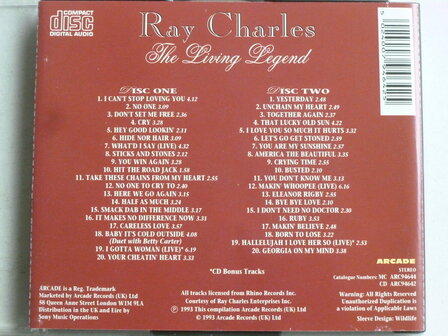 COMPACT
disc
DIGITAL AUDIO
Ray Charles
The Living Legend
DISC ONE
1. I CAN'T STOP LOVING YOU 4.12
2. NO ONE 3.09
3. DON'T SET ME FREE 2.36
4. CRY 3.28
5. HEY GOOD LOOKIN 2.11
6. HIDE NOR HAIR 3.09
7. WHAT'D I SAY (LIVE) 4.32
8. STICKS AND STONES 2.12
9. YOU WIN AGAIN 3.28
10. HIT THE ROAD JACK 1.58
11. TAKE THESE CHAINS FROM MY HEART 2.55
12. NO ONE TO CRY TO 2.40
13. HERE WE GO AGAIN 3.15
14. HALF AS MUCH 3.24
15. SMACK DAB IN THE MIDDLE 3.17
16. IT MAKES NO DIFFERENCE NOW 3.31
17. CARELESS LOVE 3.57
18. BABY IT'S COLD OUTSIDE 4.08
(Duet with Betty Carter)
19. I GOTTA WOMAN (LIVE)* 6.19
20. YOUR CHEATIN' HEART 3.33
DISC TWO
1. YESTERDAY 2.48
2. UNCHAIN MY HEART 2.49
3. TOGETHER AGAIN 2.37
4. THAT LUCKY OLD SUN 4.22
5. I LOVE YOU SO MUCH IT HURTS 3.32
6. LET'S GO GET STONED 2.59
7. YOU ARE MY SUNSHINE 2.57
8. AMERICA THE BEAUTIFUL 3.35
9. CRYING TIME 2.55
10. BUSTED 2.10
11. YOU DON'T KNOW ME 3.13
12. MAKIN' WHOOPEE (LIVE) 6.16
13. ELEANOR RIGBY 2.55
14. BYE BYE LOVE 2.10
15. I DON'T NEED NO DOCTOR 2.30
16. RUBY 3.53
17. MAKIN' BELIEVE 2.48
18. BORN TO LOSE 3.22
19. HALLELUJAH I LOVE HER SO (LIVE)* 2.53
20. GEORGIA ON MY MIND 3.38
*CD Bonus Tracks
ARCADE is a Reg. Trademark
Marketed by Arcade Records (UK) Ltd
88 Queen Anne Street London W1M 9LA
Distribution in the UK and Eire by
Sony Music Operations
All tracks licensed from Rhino Records Inc.
Courtesy of Ray Charles Enterprises Inc.
℗ 1993 This compilation Arcade Records (UK) Ltd
© 1993 Arcade Records (UK) Ltd
ARCADE
STEREO
Catalogue Numbers: MC ARC94644
CD ARC94642
Warning: All Rights Reserved
Unauthorized Duplication is
a violation of Applicable Laws
Sleeve Design: Wildlife